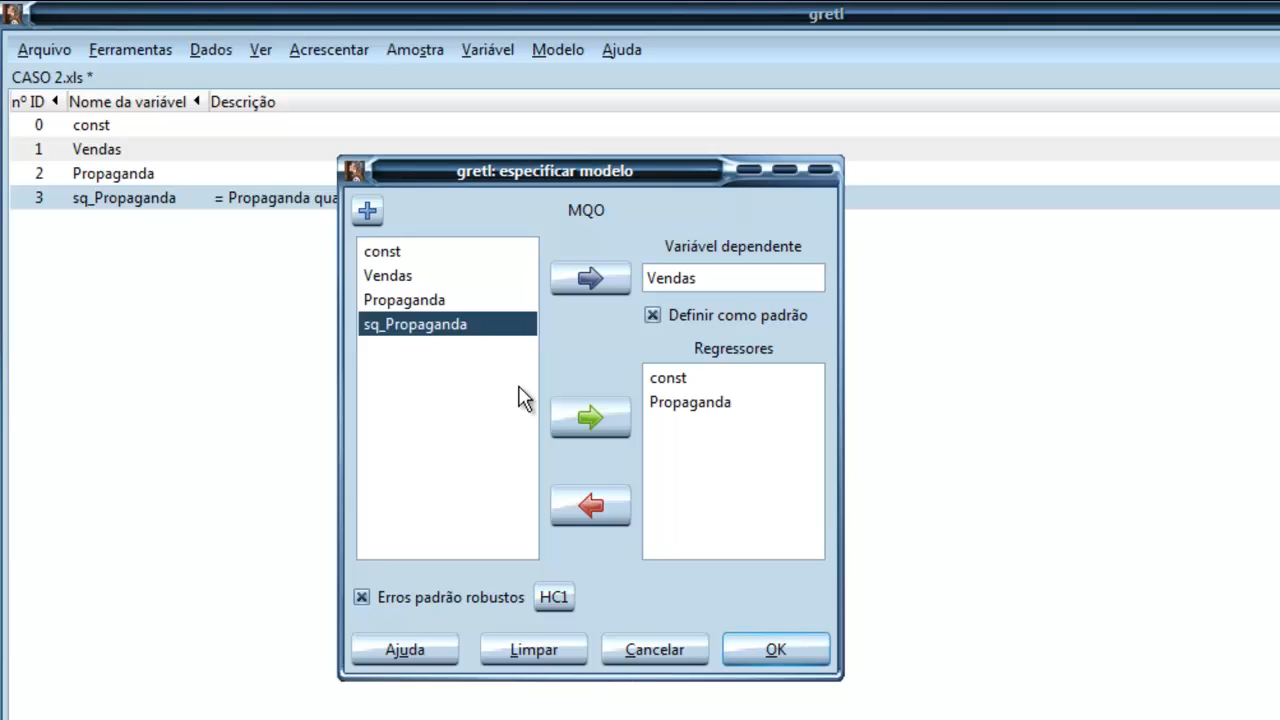 gretl
Arquivo Ferramentas Dados Ver Acrescentar Amostra Variável Modelo Ajuda
CASO 2.xls *
nº ID Nome da variável Descrição
0 const
1 Vendas
2 Propaganda
3 sq_Propaganda = Propaganda qua
gretl: especificar modelo
MQO
const
Vendas
Propaganda
sq_Propaganda
Variável dependente
Vendas
Definir como padrão
Regressores
const
Propaganda
Erros padrão robustos HC1
Ajuda Limpar Cancelar OK